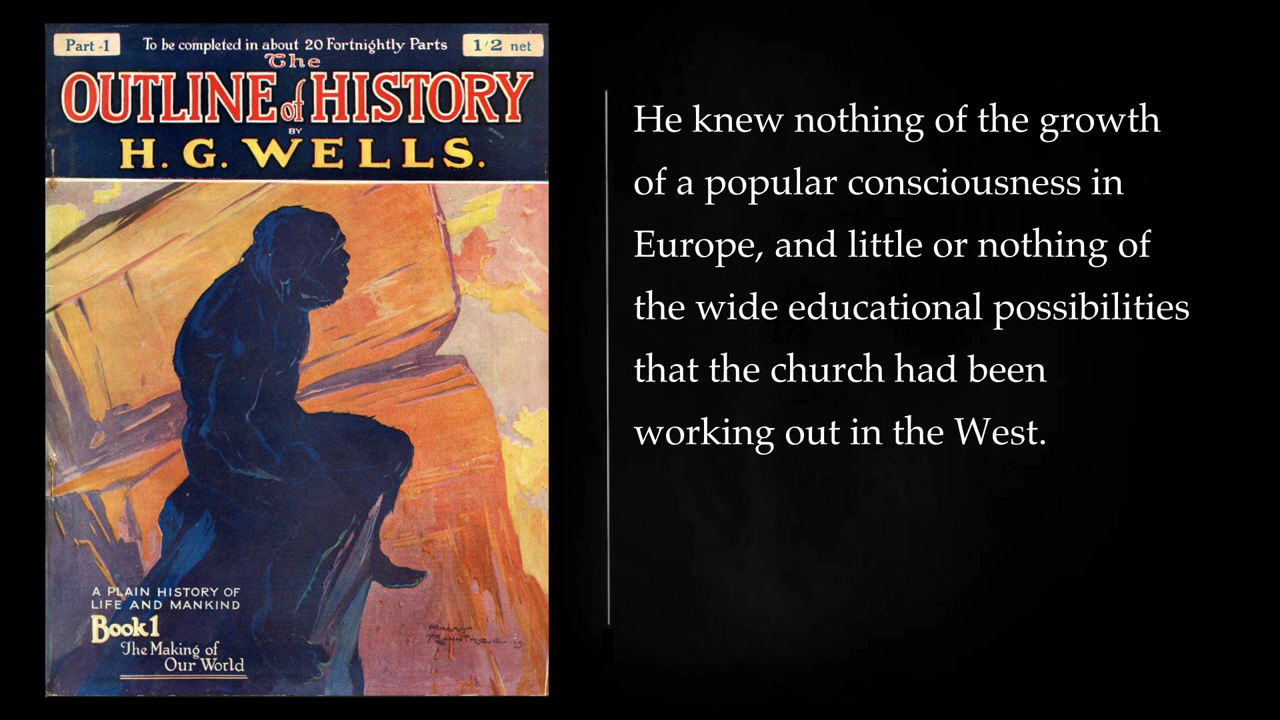 Part -1
To be completed in about 20 Fortnightly Parts
1/2 net
The
OUTLINE of HISTORY
BY
H. G. WELLS.
A PLAIN HISTORY OF
LIFE AND MANKIND
Book 1
The Making of
Our World
He knew nothing of the growth
of a popular consciousness in
Europe, and little or nothing of
the wide educational possibilities
that the church had been
working out in the West.